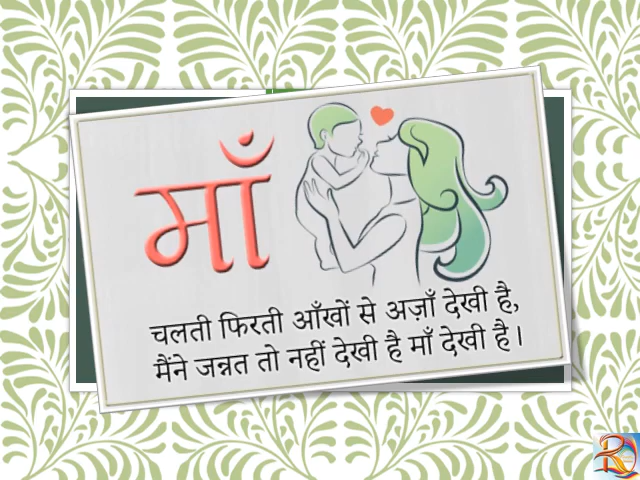 माँ
चलती फिरती आँखों से अज़ाँ देखी है,
मैंने जन्नत तो नहीं देखी है माँ देखी है।
R